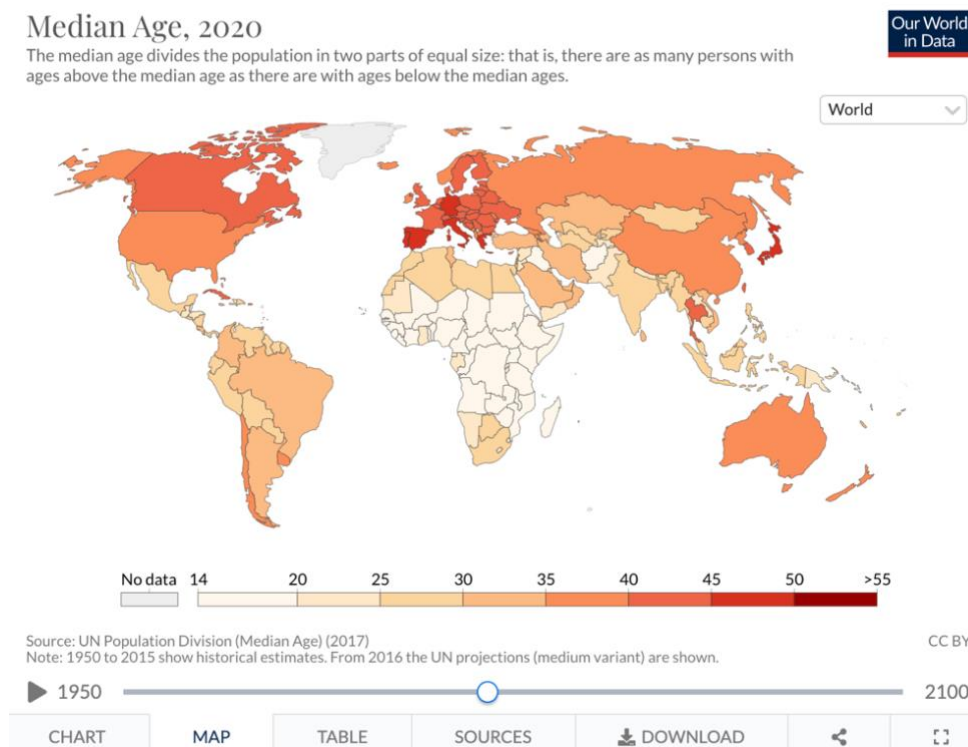 Median Age, 2020
The median age divides the population in two parts of equal size: that is, there are as many persons with
ages above the median age as there are with ages below the median ages.
Our World
in Data
World
No data 14 20 25 30 35 40 45 50 >55
Source: UN Population Division (Median Age) (2017)
CC BY
Note: 1950 to 2015 show historical estimates. From 2016 the UN projections (medium variant) are shown.
1950 2100
CHART MAP TABLE SOURCES DOWNLOAD